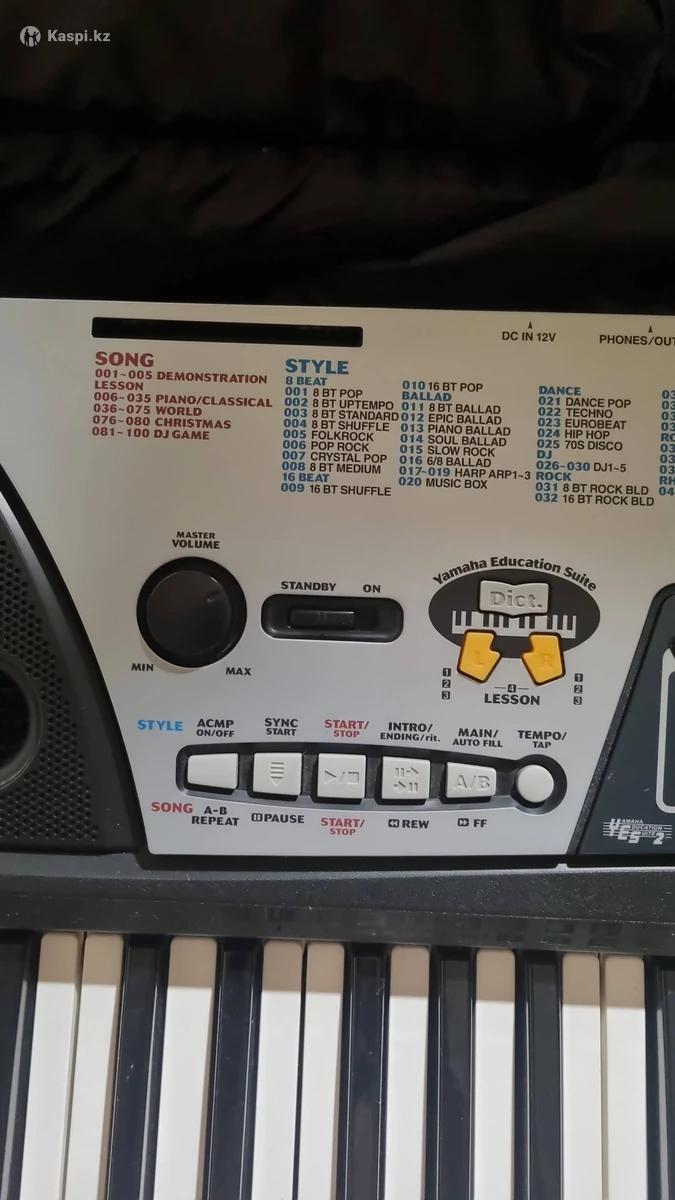 Kaspi.kz
DC IN 12V
PHONES/OUT
SONG
001~005 DEMONSTRATION
LESSON
006~035 PIANO/CLASSICAL
036~075 WORLD
076~080 CHRISTMAS
081~100 DJ GAME
STYLE
8 BEAT
001 8 BT POP
002 8 BT UPTEMPO
003 8 BT STANDARD
004 8 BT SHUFFLE
005 FOLKROCK
006 POP ROCK
007 CRYSTAL POP
008 8 BT MEDIUM
16 BEAT
009 16 BT SHUFFLE
010 16 BT POP
BALLAD
011 8 BT BALLAD
012 EPIC BALLAD
013 PIANO BALLAD
014 SOUL BALLAD
015 SLOW ROCK
016 6/8 BALLAD
017~019 HARP ARP1~3
020 MUSIC BOX
DANCE
021 DANCE POP
022 TECHNO
023 EUROBEAT
024 HIP HOP
025 70S DISCO
DJ
026~030 DJ1~5
ROCK
031 8 BT ROCK BLD
032 16 BT ROCK BLD
MASTER
VOLUME
MIN MAX
STANDBY ON
Yamaha Education Suite
Dict.
L R
1 1
2 2
3 3
4
LESSON
STYLE ACMP ON/OFF SYNC START START/STOP INTRO/ENDING/rit. MAIN/AUTO FILL TEMPO/TAP
A/B
SONG A-B REPEAT PAUSE START/STOP REW FF
YAMAHA
EDUCATION
SUITE 2